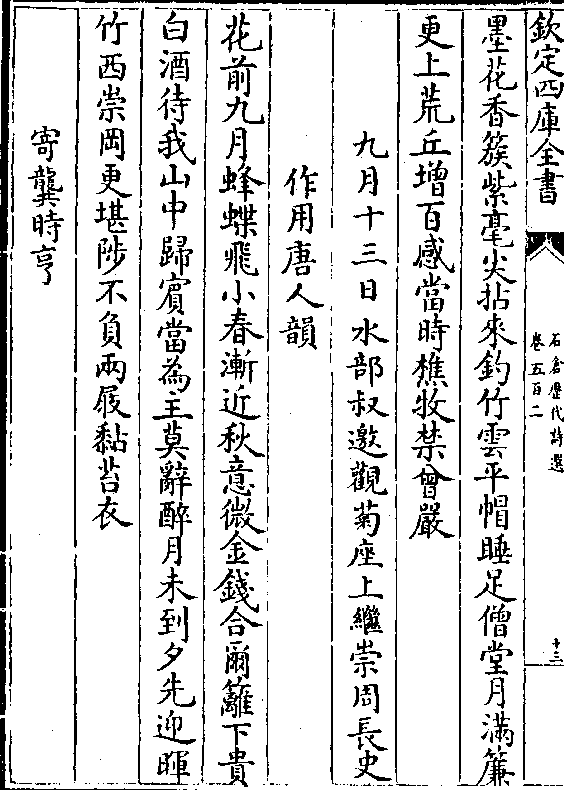 欽定四庫全書
石倉歷代詩選
卷五百二
十三
墨花香簇紫毫尖拈來釣竹雲平帽睡足僧堂月滿簾
更上荒丘增百感當時樵牧禁曾嚴
九月十三日水部叔邀觀菊座上繼崇周長史
作用唐人韻
花前九月蜂蝶飛小春漸近秋意微金錢合爾籬下貴
白酒待我山中歸賓當為主莫辭醉月未到夕先迎暉
竹西崇岡更堪陟不負兩屐黏苔衣
寄龔時亨